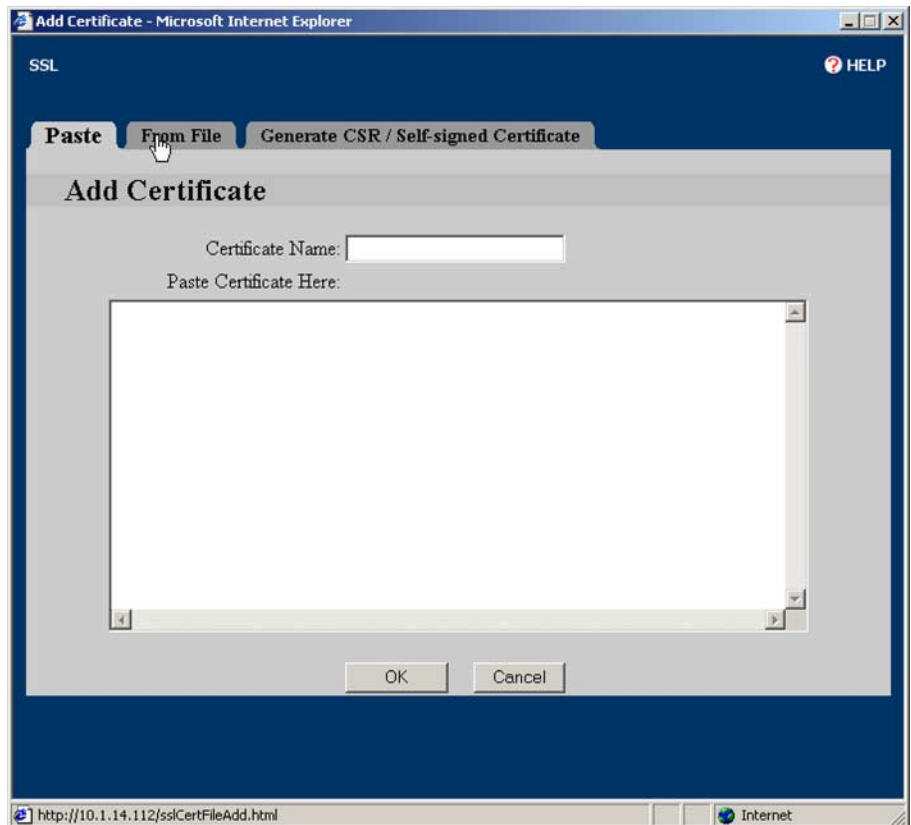 Add Certificate - Microsoft Internet Explorer
SSL
HELP
Paste
From File
Generate CSR / Self-signed Certificate
Add Certificate
Certificate Name:
Paste Certificate Here:
OK
Cancel
http://10.1.14.112/sslCertFileAdd.html
Internet